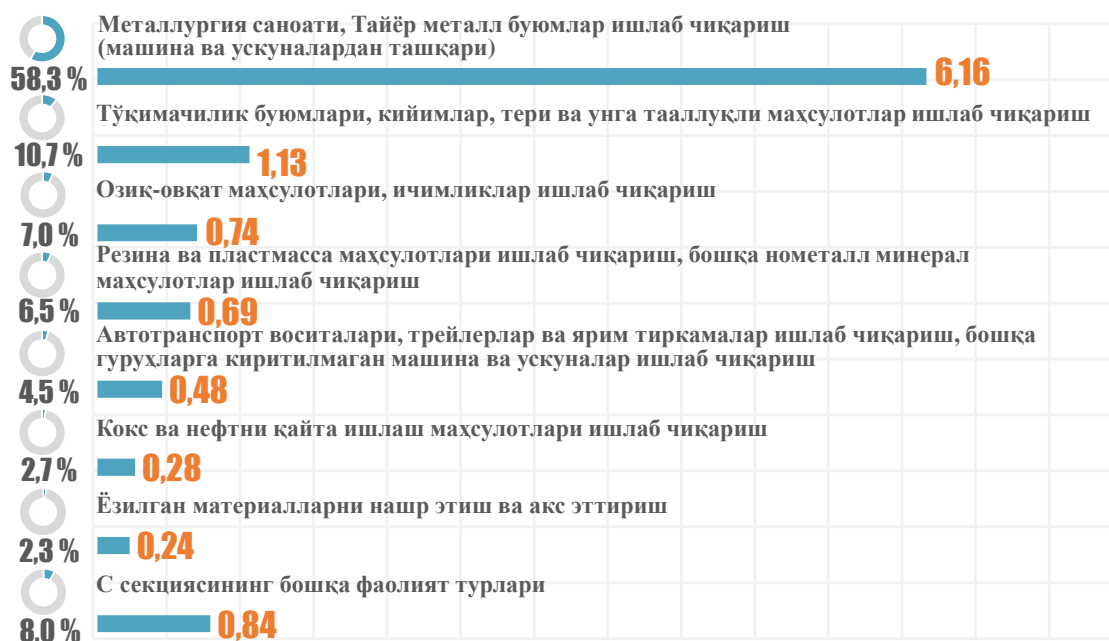 Металлургия саноати, Тайёр металл буюмлар ишлаб чиқариш
(машина ва ускуналардан ташқари)
58,3 %
6,16
Тўқимачилик буюмлари, кийимлар, тери ва унга тааллуқли маҳсулотлар ишлаб чиқариш
10,7 %
1,13
Озиқ-овқат маҳсулотлари, ичимликлар ишлаб чиқариш
7,0 %
0,74
Резина ва пластмасса маҳсулотлари ишлаб чиқариш, бошқа нометалл минерал
маҳсулотлар ишлаб чиқариш
6,5 %
0,69
Автотранспорт воситалари, трейлерлар ва ярим тиркамалар ишлаб чиқариш, бошқа
гуруҳларга киритилмаган машина ва ускуналар ишлаб чиқариш
4,5 %
0,48
Кокс ва нефтни қайта ишлаш маҳсулотлари ишлаб чиқариш
2,7 %
0,28
Ёзилган материалларни нашр этиш ва акс эттириш
2,3 %
0,24
С секциясининг бошқа фаолият турлари
8,0 %
0,84